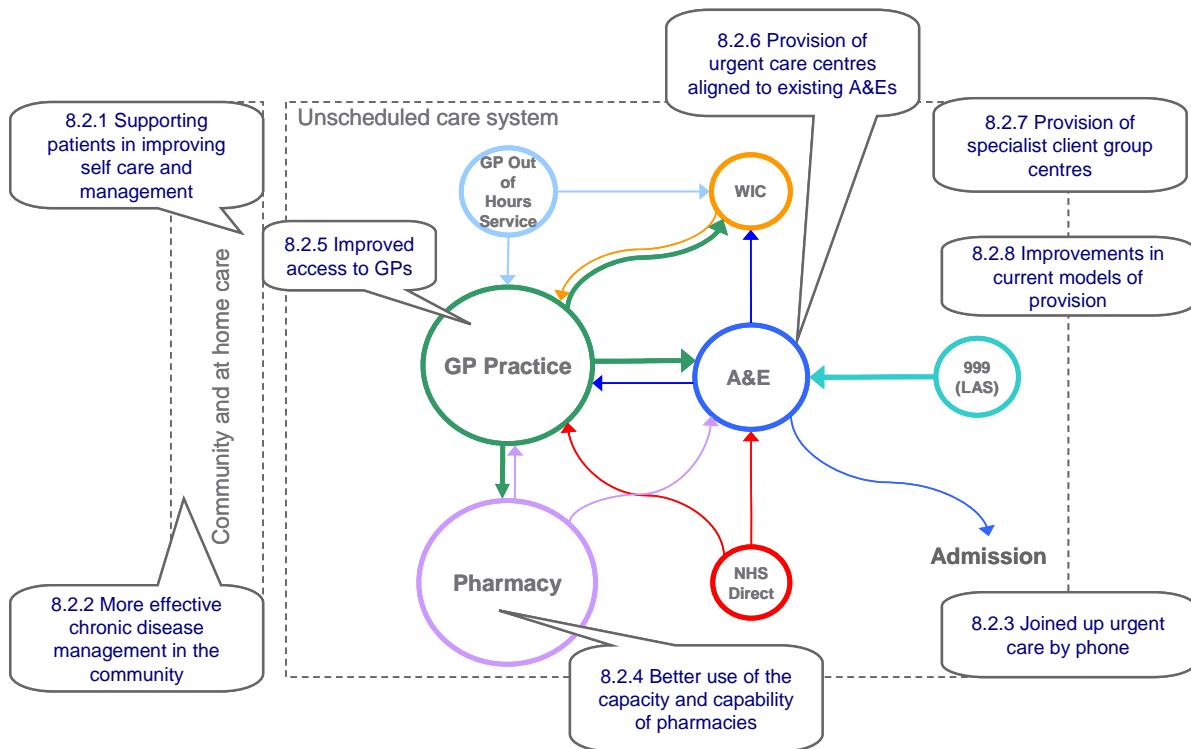 8.2.6 Provision of
urgent care centres
aligned to existing A&Es
8.2.1 Supporting
patients in improving
self care and
management
Unscheduled care system
8.2.7 Provision of
specialist client group
centres
GP Out
of
Hours
Service
WIC
8.2.5 Improved
access to GPs
8.2.8 Improvements in
current models of
provision
Community and at home care
GP Practice
A&E
999
(LAS)
Pharmacy
NHS
Direct
Admission
8.2.2 More effective
chronic disease
management in the
community
8.2.3 Joined up urgent
care by phone
8.2.4 Better use of the
capacity and capability
of pharmacies